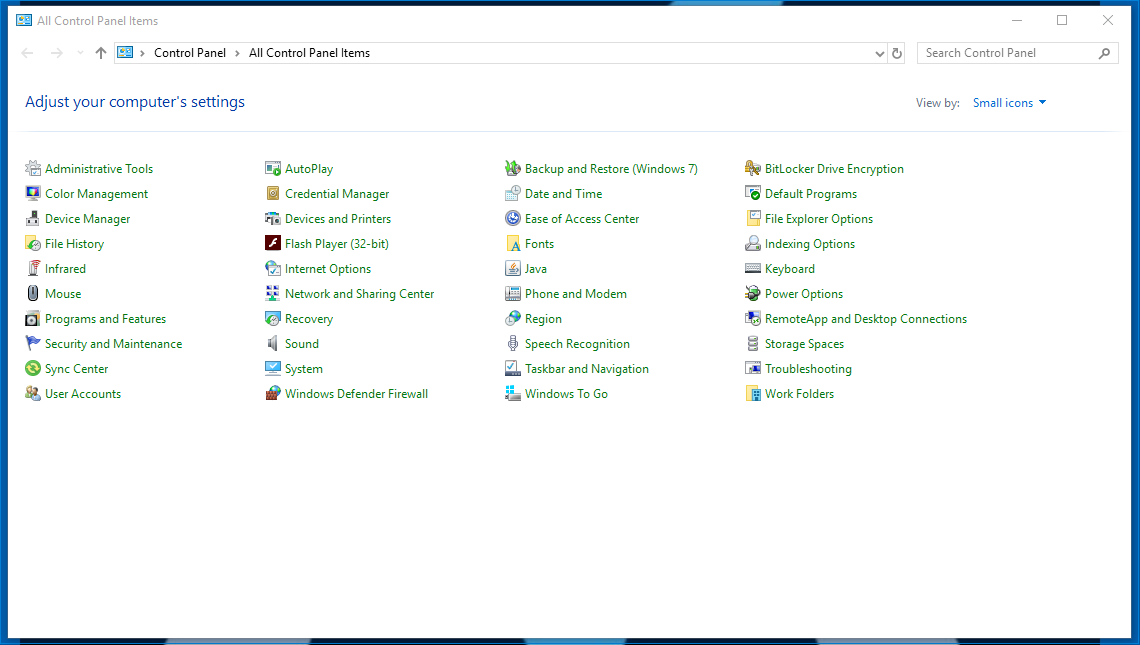 All Control Panel Items
Control Panel > All Control Panel Items
Search Control Panel
Adjust your computer's settings
View by: Small icons
Administrative Tools AutoPlay Backup and Restore (Windows 7) BitLocker Drive Encryption
Color Management Credential Manager Date and Time Default Programs
Device Manager Devices and Printers Ease of Access Center File Explorer Options
File History Flash Player (32-bit) Fonts Indexing Options
Infrared Internet Options Java Keyboard
Mouse Network and Sharing Center Phone and Modem Power Options
Programs and Features Recovery Region RemoteApp and Desktop Connections
Security and Maintenance Sound Speech Recognition Storage Spaces
Sync Center System Taskbar and Navigation Troubleshooting
User Accounts Windows Defender Firewall Windows To Go Work Folders